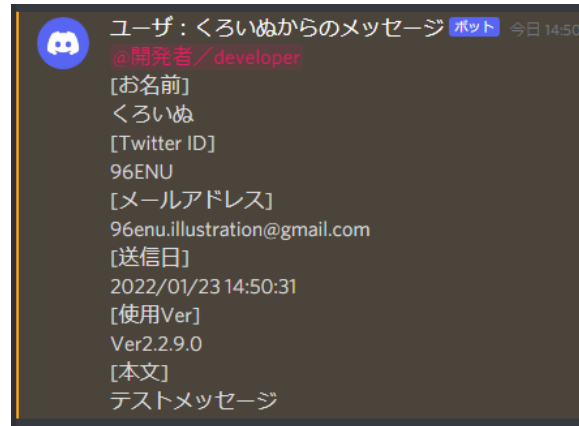 ユーザ：くろいぬからのメッセージ ボット 今日 14:50
@開発者／developer
[お名前]
くろいぬ
[Twitter ID]
96ENU
[メールアドレス]
96enu.illustration@gmail.com
[送信日]
2022/01/23 14:50:31
[使用Ver]
Ver2.2.9.0
[本文]
テストメッセージ